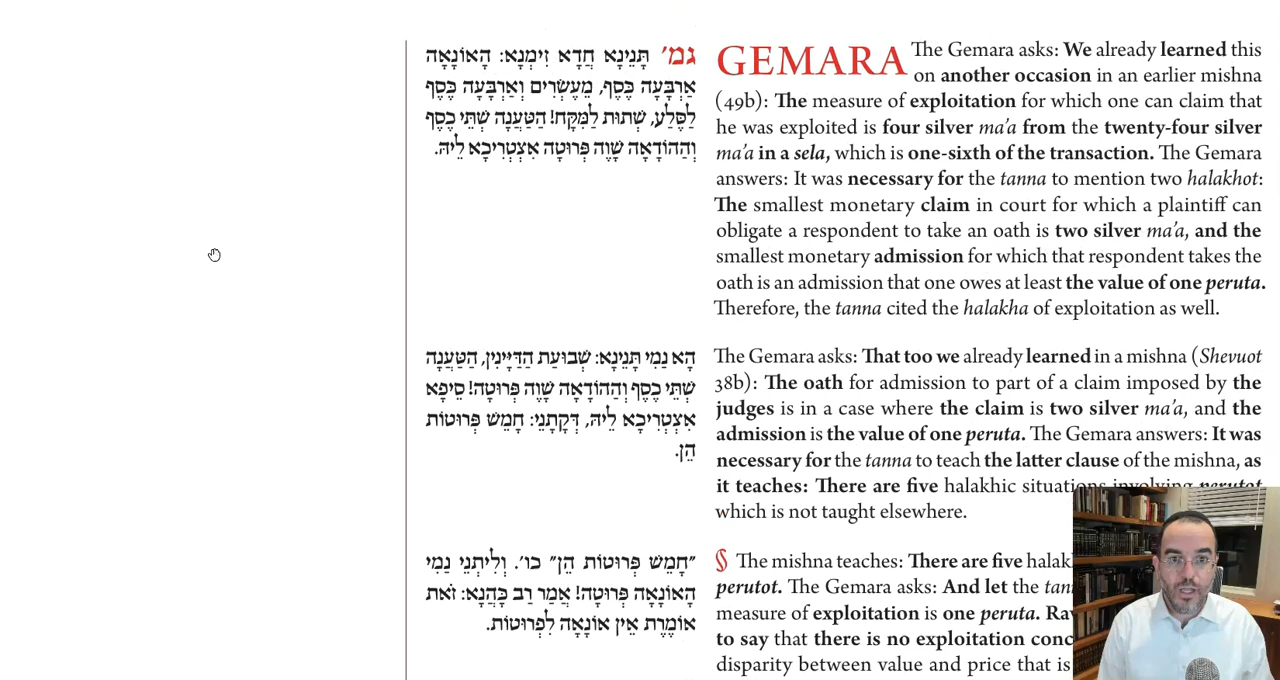 גמ׳ תְּנֵינָא חֲדָא זִימְנָא: הָאוֹנָאָה
אַרְבָּעָה כֶּסֶף, מֵעֶשְׂרִים וְאַרְבָּעָה כֶּסֶף
לַסֶּלַע, שְׁתוּת לַמִּקָּח! הַטַּעֲנָה שְׁתֵּי כֶסֶף
וְהַהוֹדָאָה שָׁוֶה פְּרוּטָה אִצְטְרִיכָא לֵיהּ.
GEMARA The Gemara asks: We already learned this
on another occasion in an earlier mishna
(49b): The measure of exploitation for which one can claim that
he was exploited is four silver ma'a from the twenty-four silver
ma'a in a sela, which is one-sixth of the transaction. The Gemara
answers: It was necessary for the tanna to mention two halakhot:
The smallest monetary claim in court for which a plaintiff can
obligate a respondent to take an oath is two silver ma'a, and the
smallest monetary admission for which that respondent takes the
oath is an admission that one owes at least the value of one peruta.
Therefore, the tanna cited the halakha of exploitation as well.
הָא נַמִי תְּנֵינָא: שְׁבוּעַת הַדַּיָּינִין, הַטַּעֲנָה
שְׁתֵּי כֶסֶף וְהַהוֹדָאָה שָׁוֶה פְּרוּטָה! סֵיפָא
אִצְטְרִיכָא לֵיהּ, דְּקָתָנֵי: חָמֵשׁ פְּרוּטוֹת
הֵן.
The Gemara asks: That too we already learned in a mishna (Shevuot
38b): The oath for admission to part of a claim imposed by the
judges is in a case where the claim is two silver ma'a, and the
admission is the value of one peruta. The Gemara answers: It was
necessary for the tanna to teach the latter clause of the mishna, as
it teaches: There are five halakhic situations involving perutot
which is not taught elsewhere.
״חָמֵשׁ פְּרוּטוֹת הֵן״ כו׳. וְלִיתְנֵי נַמִי
הָאוֹנָאָה פְּרוּטָה! אֲמַר רַב כָּהֲנָא: זֹאת
אוֹמֶרֶת אֵין אוֹנָאָה לִפְרוּטוֹת.
§ The mishna teaches: There are five
perutot. The Gemara asks: And let the
measure of exploitation is one peruta.
to say that there is no exploitation
disparity between value and price that is